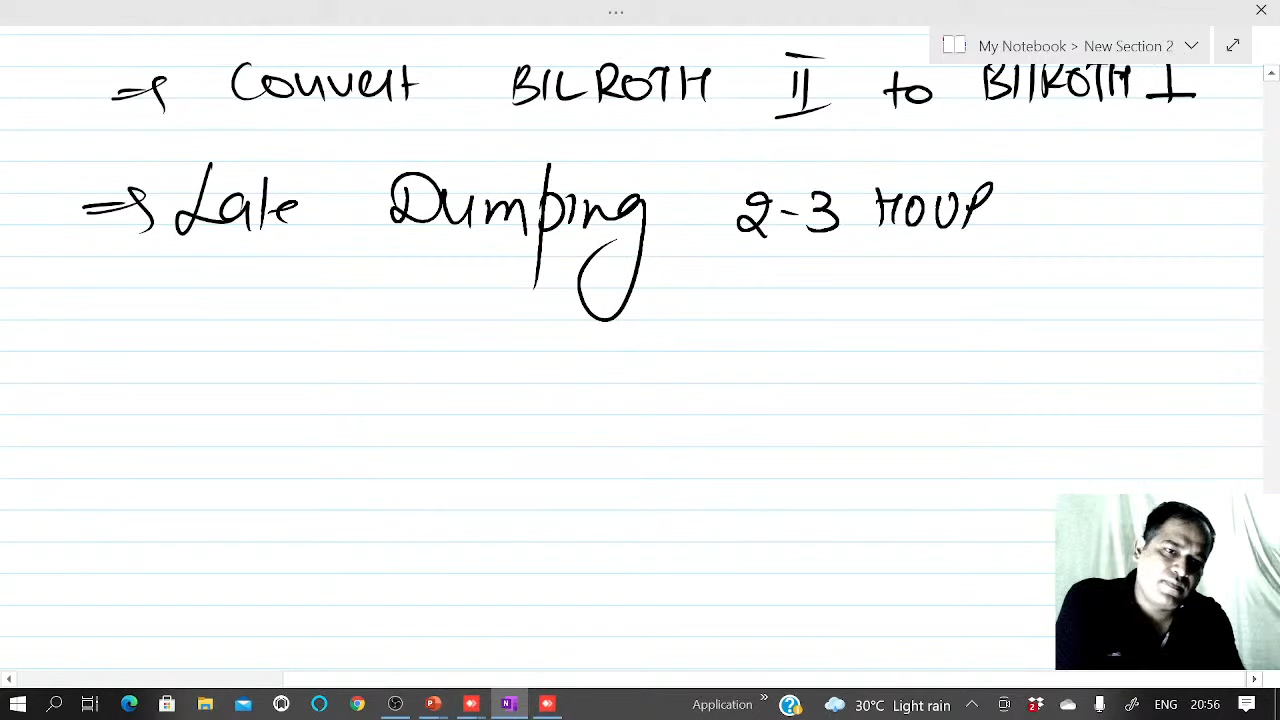 My Notebook > New Section 2
⇒ Convert BILROTH II to BILROTH I
⇒ Late Dumping 2-3 HOUR
Application
30°C Light rain
ENG
20:56